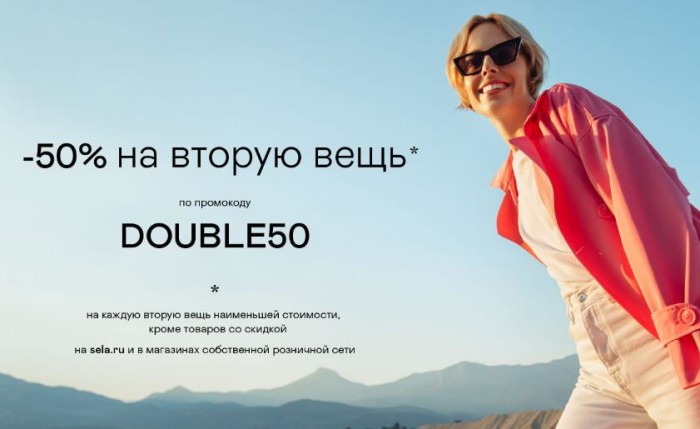 -50% на вторую вещь*
по промокоду
DOUBLE50
*
на каждую вторую вещь наименьшей стоимости,
кроме товаров со скидкой
на sela.ru и в магазинах собственной розничной сети